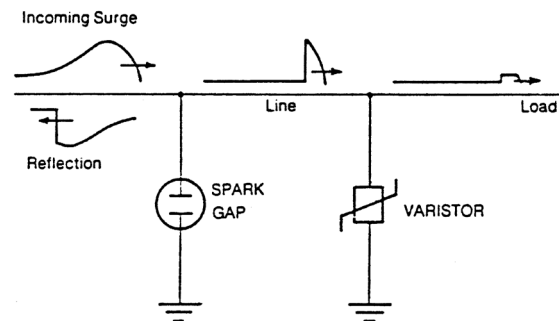 Incoming Surge
Line
Load
Reflection
SPARK
GAP
VARISTOR